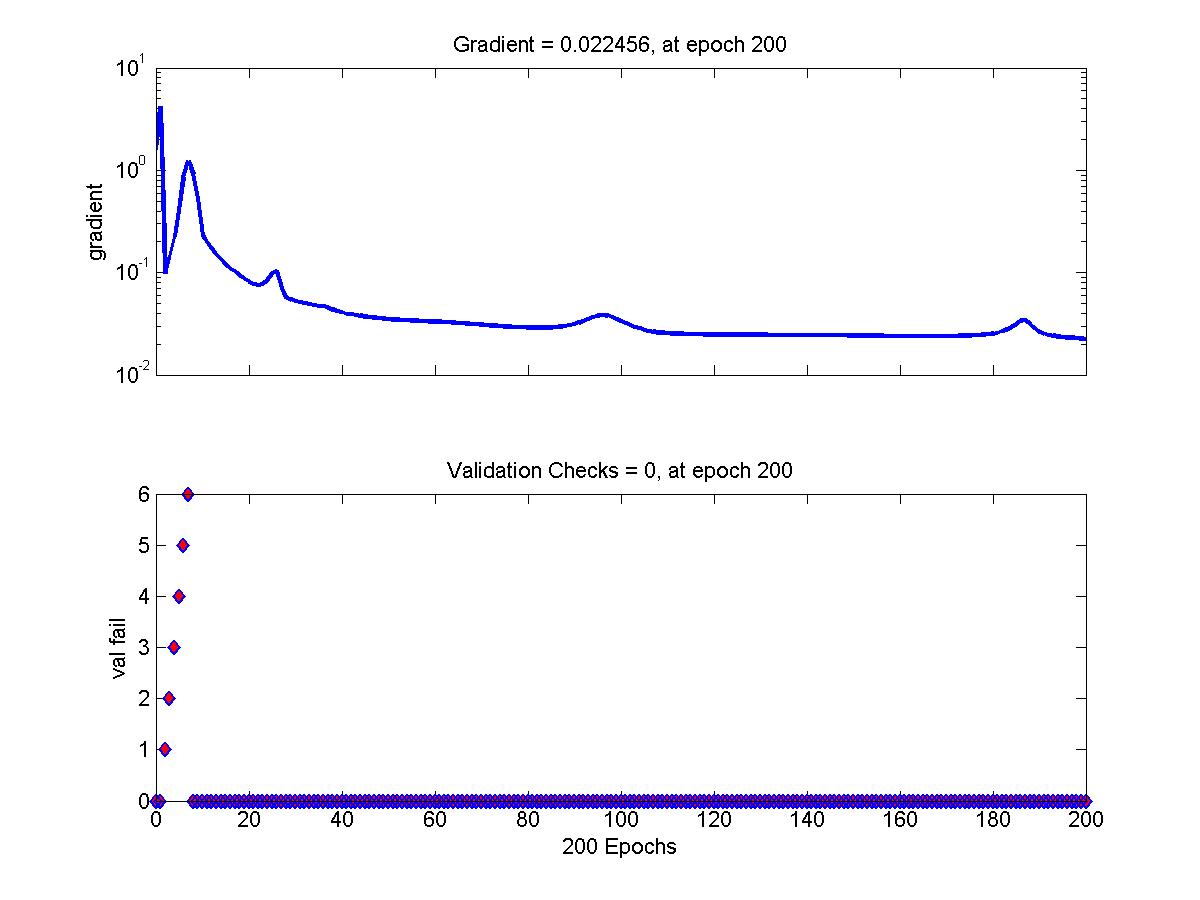 Gradient = 0.022456, at epoch 200
10^1
10^0
10^-1
10^-2
gradient
Validation Checks = 0, at epoch 200
6
5
4
3
2
1
0
val fail
0 20 40 60 80 100 120 140 160 180 200
200 Epochs